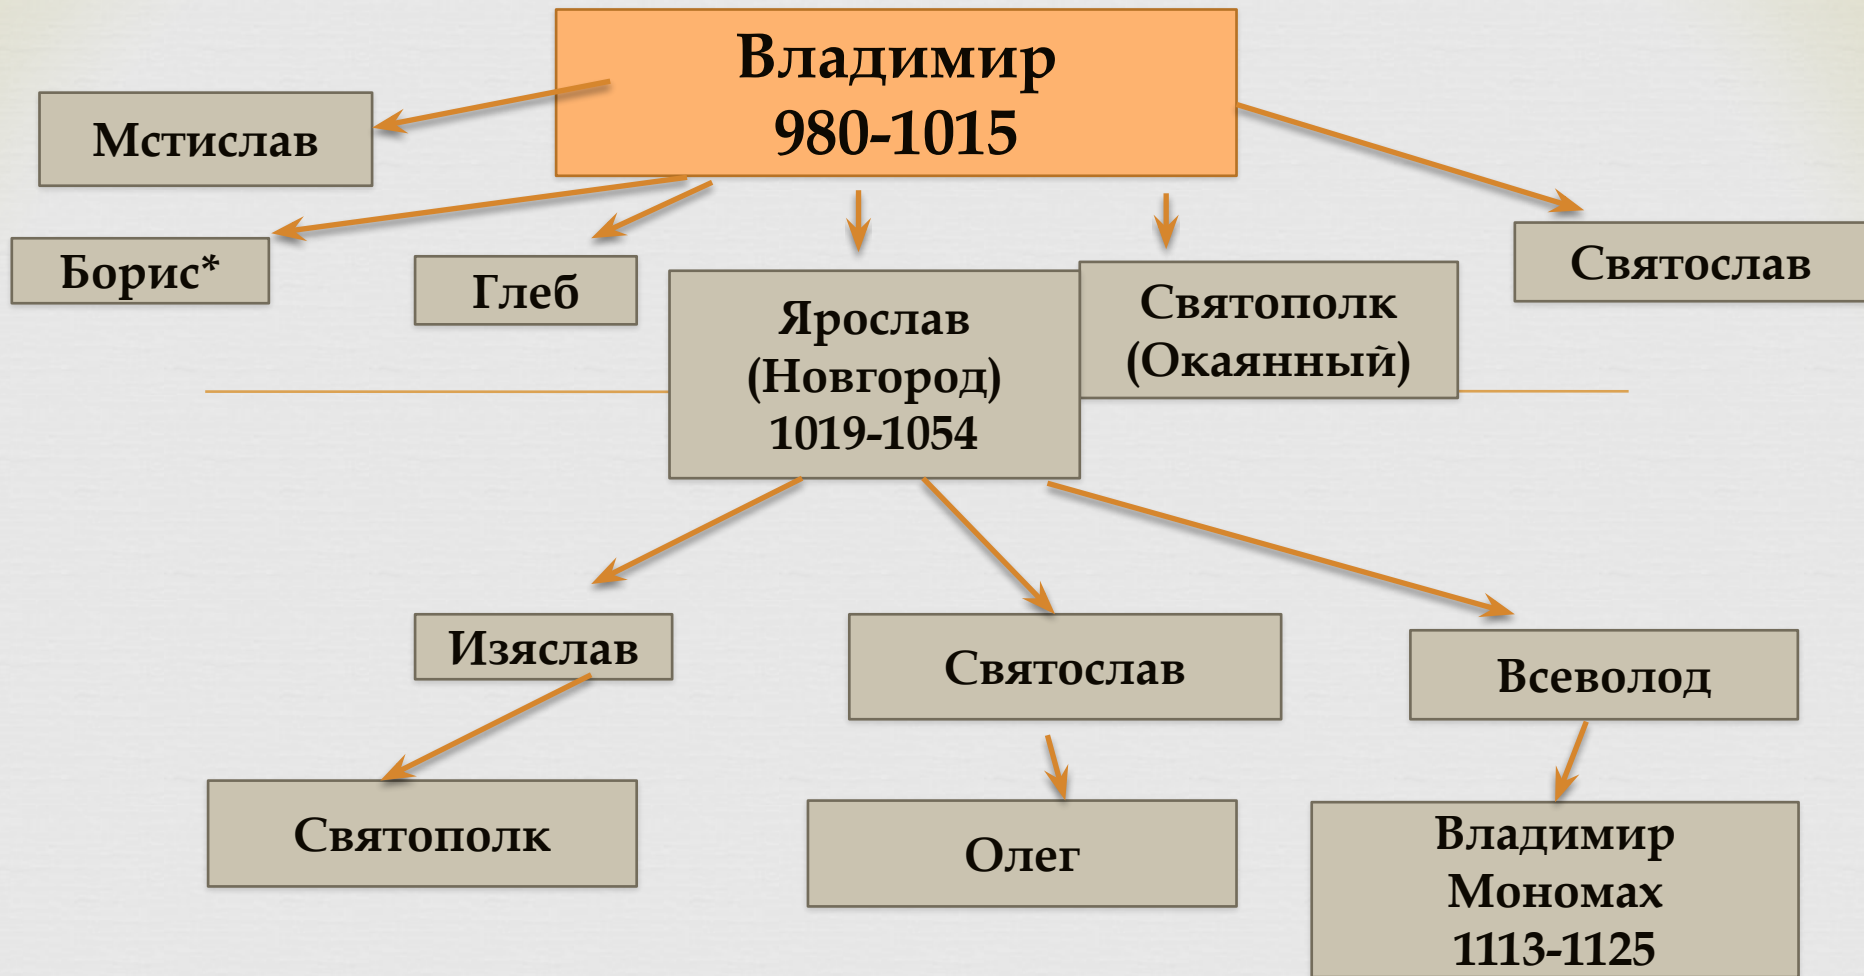 Владимир
980-1015
Мстислав
Борис*
Глеб
Ярослав
(Новгород)
1019-1054
Святополк
(Окаянный)
Святослав
Изяслав
Святослав
Всеволод
Святополк
Олег
Владимир
Мономах
1113-1125